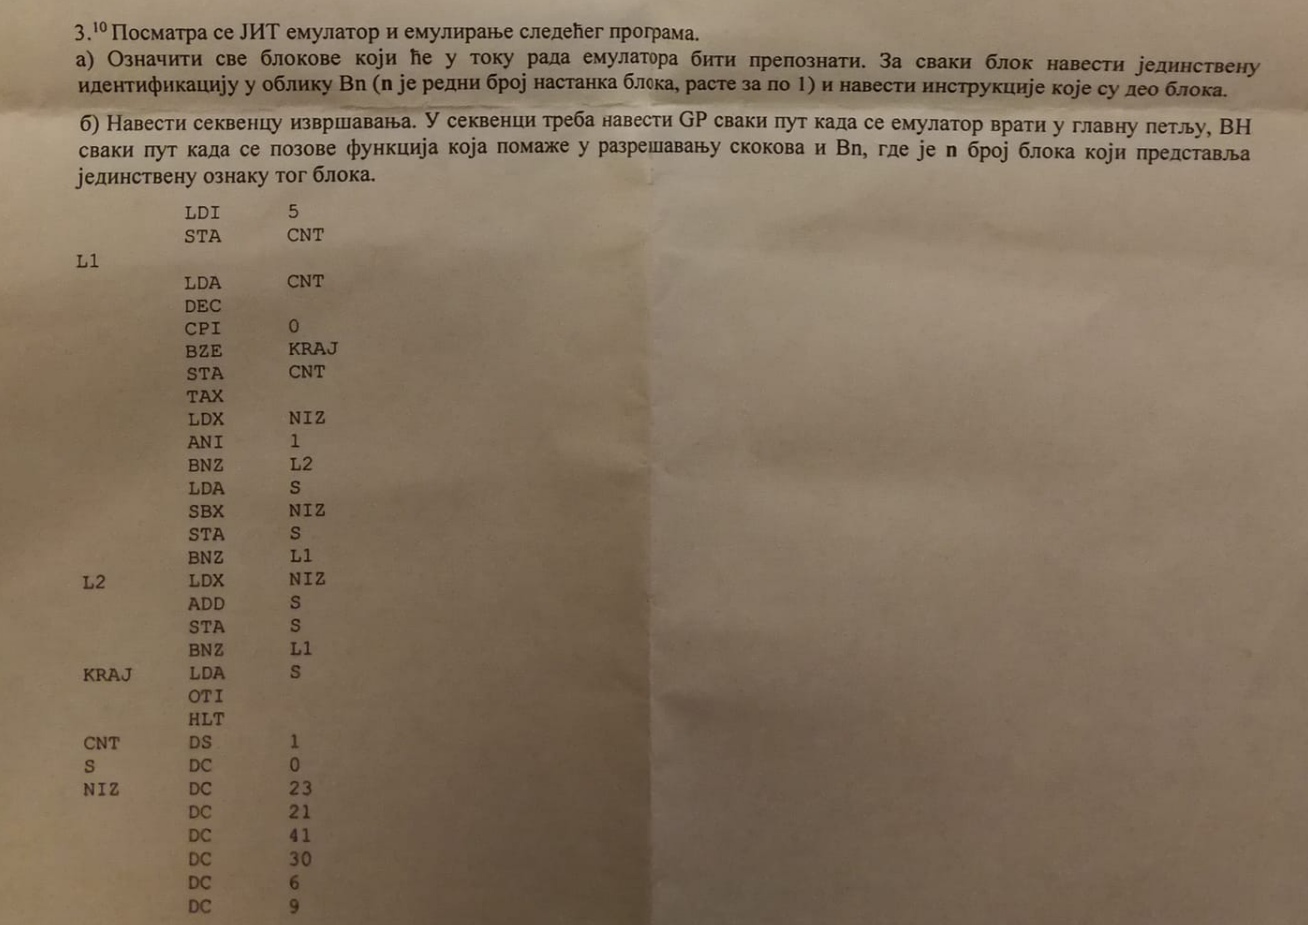 3.¹⁰ Посматра се ЈИТ емулатор и емулирање следећег програма.
а) Означити све блокове који ће у току рада емулатора бити препознати. За сваки блок навести јединствену
идентификацију у облику Bn (n је редни број настанка блока, расте за по 1) и навести инструкције које су део блока.
б) Навести секвенцу извршавања. У секвенци треба навести GP сваки пут када се емулатор врати у главну петљу, BH
сваки пут када се позове функција која помаже у разрешавању скокова и Bn, где је n број блока који представља
јединствену ознаку тог блока.
LDI 5
STA CNT
L1
LDA CNT
DEC
CPI 0
BZE KRAJ
STA CNT
TAX
LDX NIZ
ANI 1
BNZ L2
LDA S
SBX NIZ
STA S
BNZ L1
L2 LDX NIZ
ADD S
STA S
BNZ L1
KRAJ LDA S
OTI
HLT
CNT DS 1
S DC 0
NIZ DC 23
DC 21
DC 41
DC 30
DC 6
DC 9